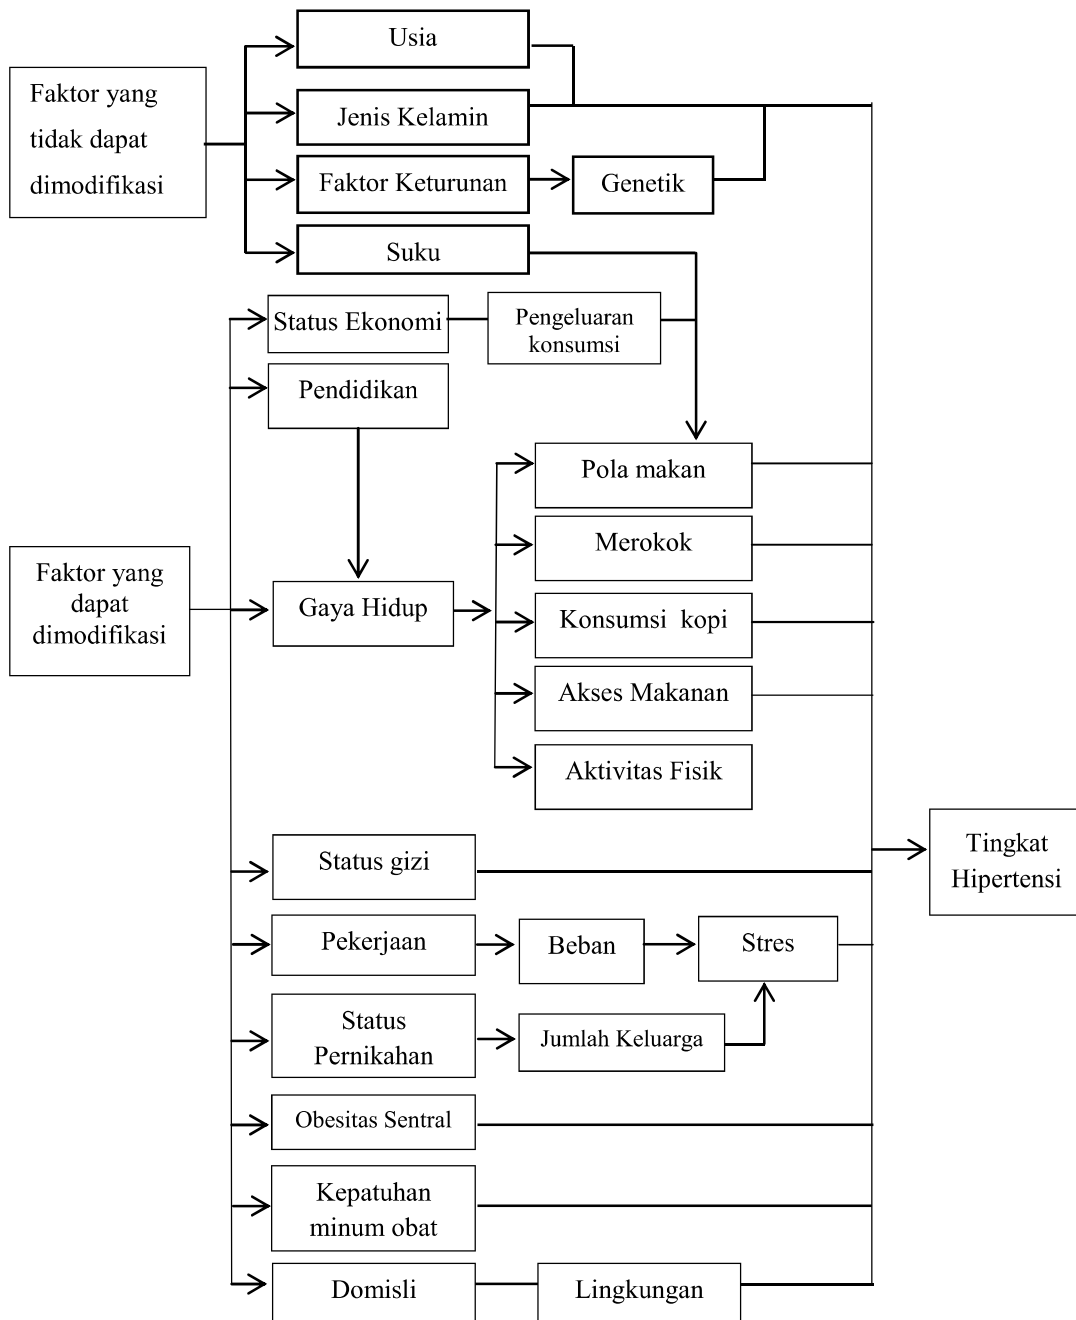 Usia
Faktor yang
tidak dapat
dimodifikasi
Jenis Kelamin
Faktor Keturunan
Genetik
Suku
Status Ekonomi
Pengeluaran
konsumsi
Pendidikan
Pola makan
Merokok
Faktor yang
dapat
dimodifikasi
Gaya Hidup
Konsumsi kopi
Akses Makanan
Aktivitas Fisik
Tingkat
Hipertensi
Status gizi
Pekerjaan
Beban
Stres
Status
Pernikahan
Jumlah Keluarga
Obesitas Sentral
Kepatuhan
minum obat
Domisli
Lingkungan